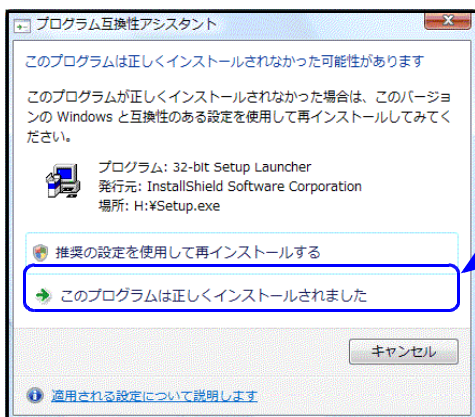 プログラム互換性アシスタント
このプログラムは正しくインストールされなかった可能性があります
このプログラムが正しくインストールされなかった場合は、このバージョ
ンの Windows と互換性のある設定を使用して再インストールしてみてく
ださい。
プログラム: 32-bit Setup Launcher
発行元: InstallShield Software Corporation
場所: H:¥Setup.exe
推奨の設定を使用して再インストールする
このプログラムは正しくインストールされました
キャンセル
適用される設定について説明します